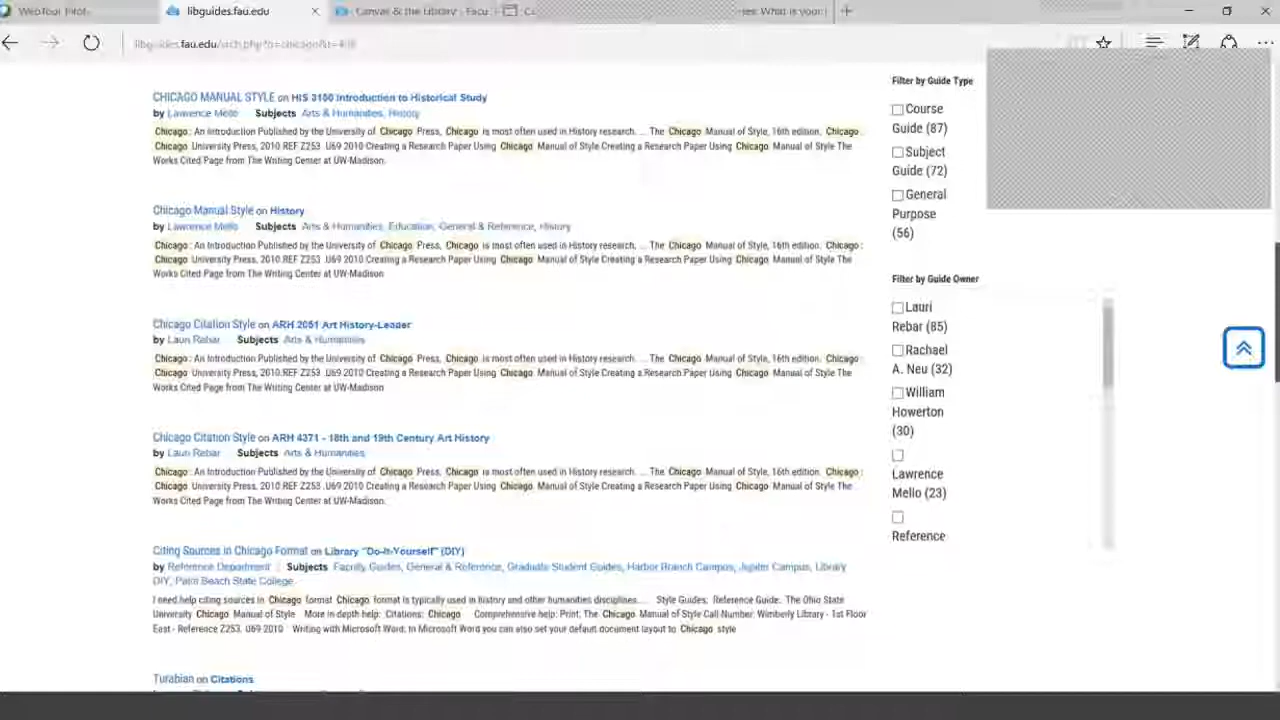 WebTour Pilot
libguides.fau.edu
Canvas & the Library - Facu
What is your
libguides.fau.edu/srch.php?
CHICAGO MANUAL STYLE on HIS 3150 Introduction to Historical Study
by Lawrence Mello Subjects Arts & Humanities, History
Chicago: An Introduction Published by the University of Chicago Press, Chicago is most often used in History research. ... The Chicago Manual of Style, 16th edition. Chicago:
Chicago University Press, 2010.REF Z253 .U69 2010 Creating a Research Paper Using Chicago Manual of Style Creating a Research Paper Using Chicago Manual of Style The
Works Cited Page from The Writing Center at UW-Madison.
Chicago Manual Style on History
by Lawrence Mello Subjects Arts & Humanities, Education, General & Reference, History
Chicago: An Introduction Published by the University of Chicago Press, Chicago is most often used in History research. ... The Chicago Manual of Style, 16th edition. Chicago:
Chicago University Press, 2010.REF Z253 .U69 2010 Creating a Research Paper Using Chicago Manual of Style Creating a Research Paper Using Chicago Manual of Style The
Works Cited Page from The Writing Center at UW-Madison
Chicago Citation Style on ARH 2051 Art History-Leader
by Lauri Rebar Subjects Arts & Humanities
Chicago: An Introduction Published by the University of Chicago Press, Chicago is most often used in History research. ... The Chicago Manual of Style, 16th edition. Chicago:
Chicago University Press, 2010.REF Z253 .U69 2010 Creating a Research Paper Using Chicago Manual of Style Creating a Research Paper Using Chicago Manual of Style The
Works Cited Page from The Writing Center at UW-Madison
Chicago Citation Style on ARH 4371 - 18th and 19th Century Art History
by Lauri Rebar Subjects Arts & Humanities
Chicago: An Introduction Published by the University of Chicago Press, Chicago is most often used in History research. ... The Chicago Manual of Style, 16th edition. Chicago:
Chicago University Press, 2010.REF Z253 .U69 2010 Creating a Research Paper Using Chicago Manual of Style Creating a Research Paper Using Chicago Manual of Style The
Works Cited Page from The Writing Center at UW-Madison.
Citing Sources in Chicago Format on Library "Do-It-Yourself" (DIY)
by Reference Department Subjects Faculty Guides, General & Reference, Graduate Student Guides, Harbor Branch Campus, Jupiter Campus, Library
DIY, Palm Beach State College
I need help citing sources in Chicago format Chicago format is typically used in history and other humanities disciplines.... Style Guides: Reference Guide: The Ohio State
University Chicago Manual of Style More in depth help: Citations: Chicago Comprehensive help: Print: The Chicago Manual of Style Call Number: Wimberly Library - 1st Floor
East - Reference Z253 .U69 2010 Writing with Microsoft Word: In Microsoft Word you can also set your default document layout to Chicago style
Turabian on Citations
Filter by Guide Type
Course
Guide (87)
Subject
Guide (72)
General
Purpose
(56)
Filter by Guide Owner
Lauri
Rebar (85)
Rachael
A. Neu (32)
William
Howerton
(30)
Lawrence
Mello (23)
Reference